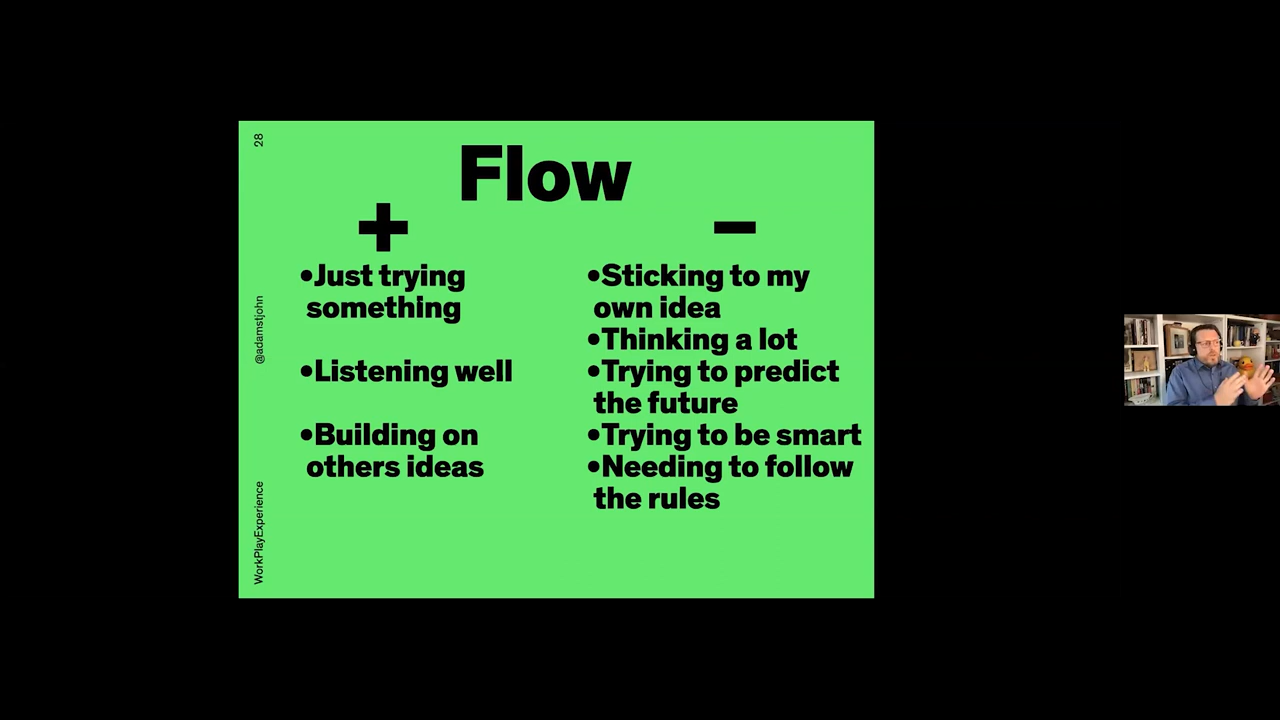 28
@adamstjohn
WorkPlayExperience
Flow
+
–
•Just trying
something
•Listening well
•Building on
others ideas
•Sticking to my
own idea
•Thinking a lot
•Trying to predict
the future
•Trying to be smart
•Needing to follow
the rules